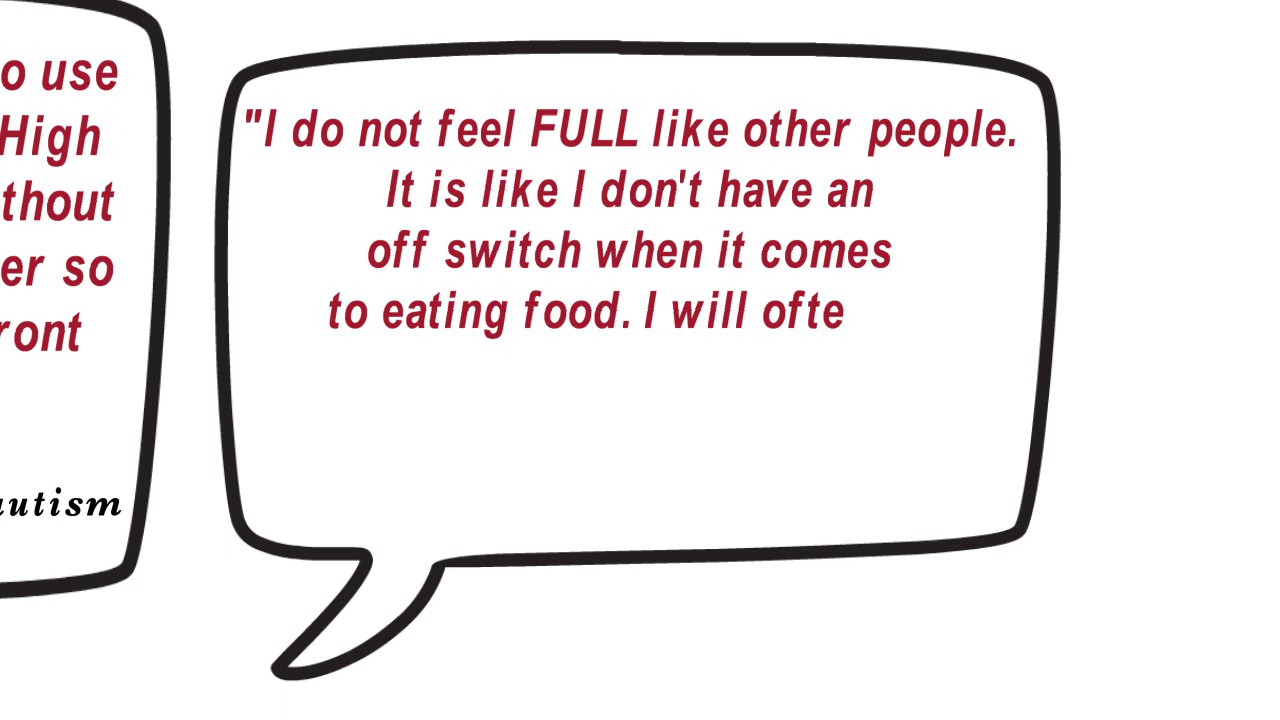 o use
High
thout
er so
ront
autism
"I do not feel FULL like other people.
It is like I don't have an
off switch when it comes
to eating food. I will ofte